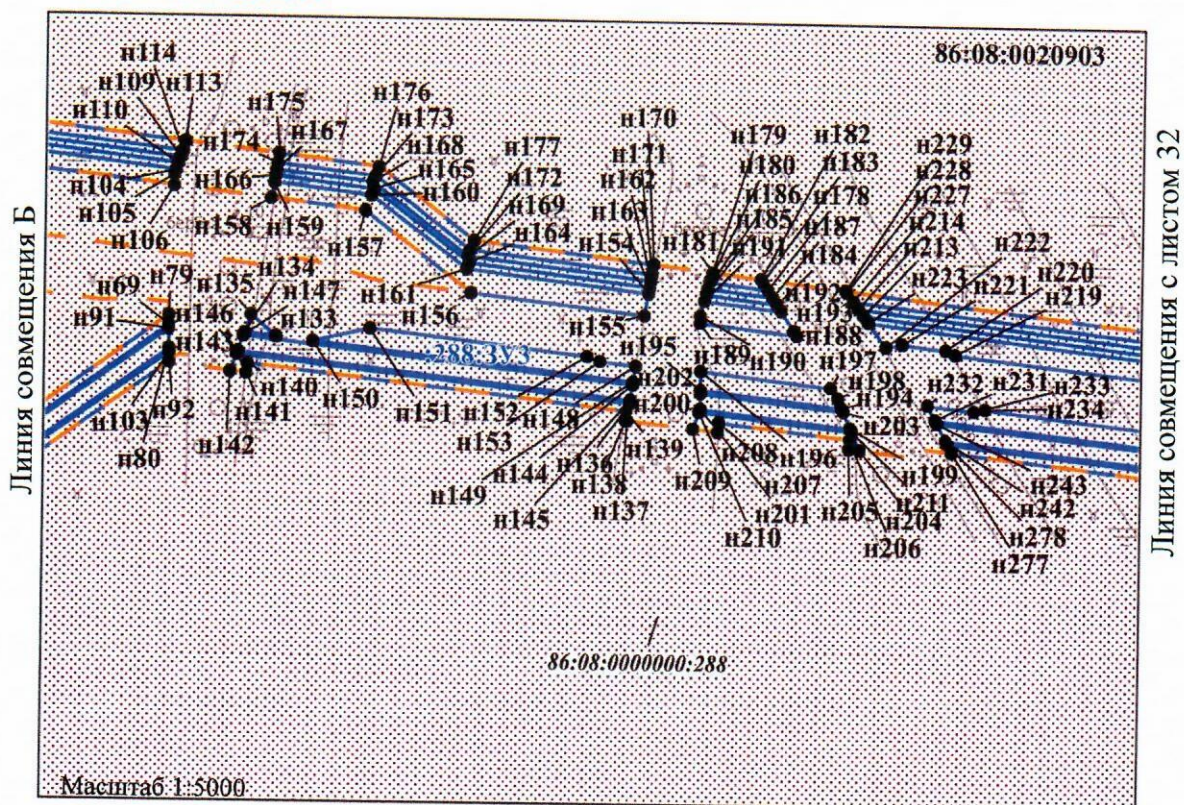 86:08:0020903
н114
н109
н113
н110
н104
н105
н106
н175
н174
н167
н166
н158
н159
н176
н173
н168
н165
н160
н157
н177
н172
н169
н164
н161
н156
н170
н171
н162
н163
н154
н155
н181
н179
н180
н186
н185
н191
н182
н183
н178
н187
н184
н192
н193
н188
н189
н190
н197
н229
н228
н227
н214
н213
н223
н222
н221
н220
н219
н69
н79
н91
н135
н134
н147
н146
н133
н143
н103
н92
н80
н140
н141
н142
н150
н151
:288:ЗУ3
н152
н148
н153
н195
н202
н200
н144
н149
н145
н136
н138
н137
н139
н209
н208
н207
н201
н210
н196
н198
н194
н203
н199
н211
н204
н205
н206
н232
н231
н233
н234
н243
н242
н278
н277
Линия совмещения Б
Линия совмещения с листом 32
86:08:0000000:288
Масштаб 1:5000